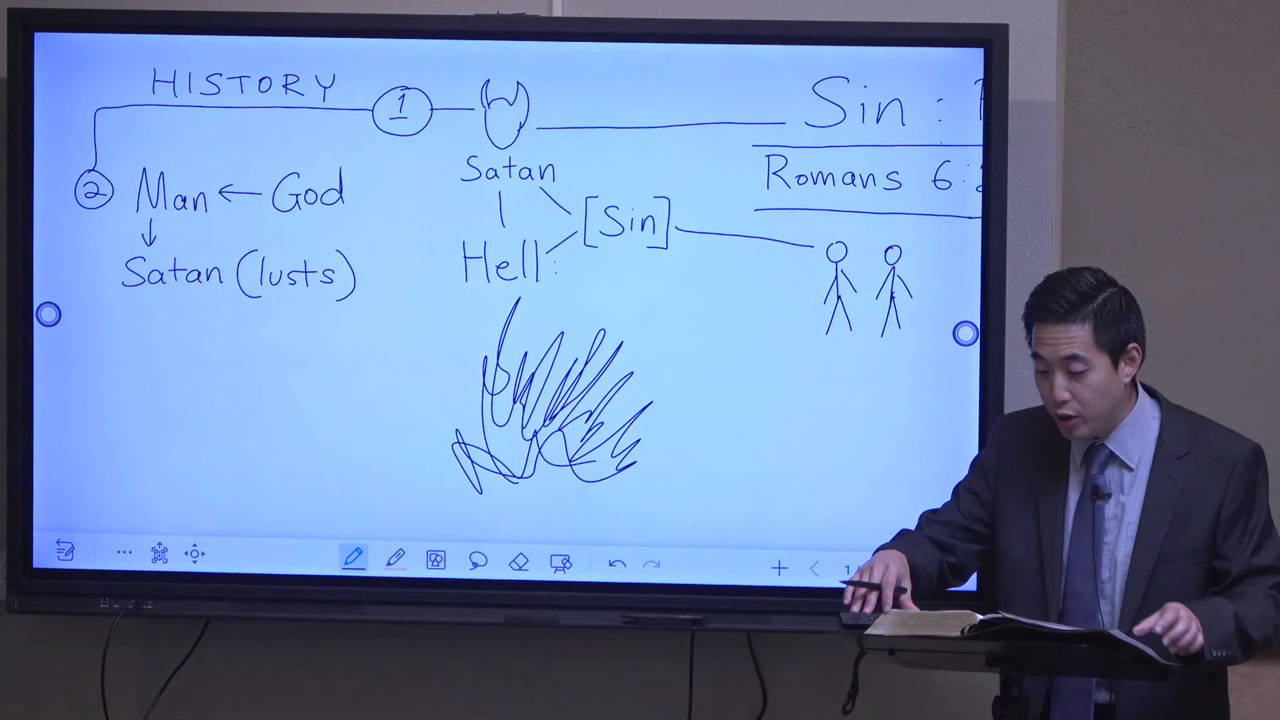 HISTORY
1
Sin :
Romans 6:
Satan
2 Man ← God
[Sin]
Hell :
↓
Satan (lusts)